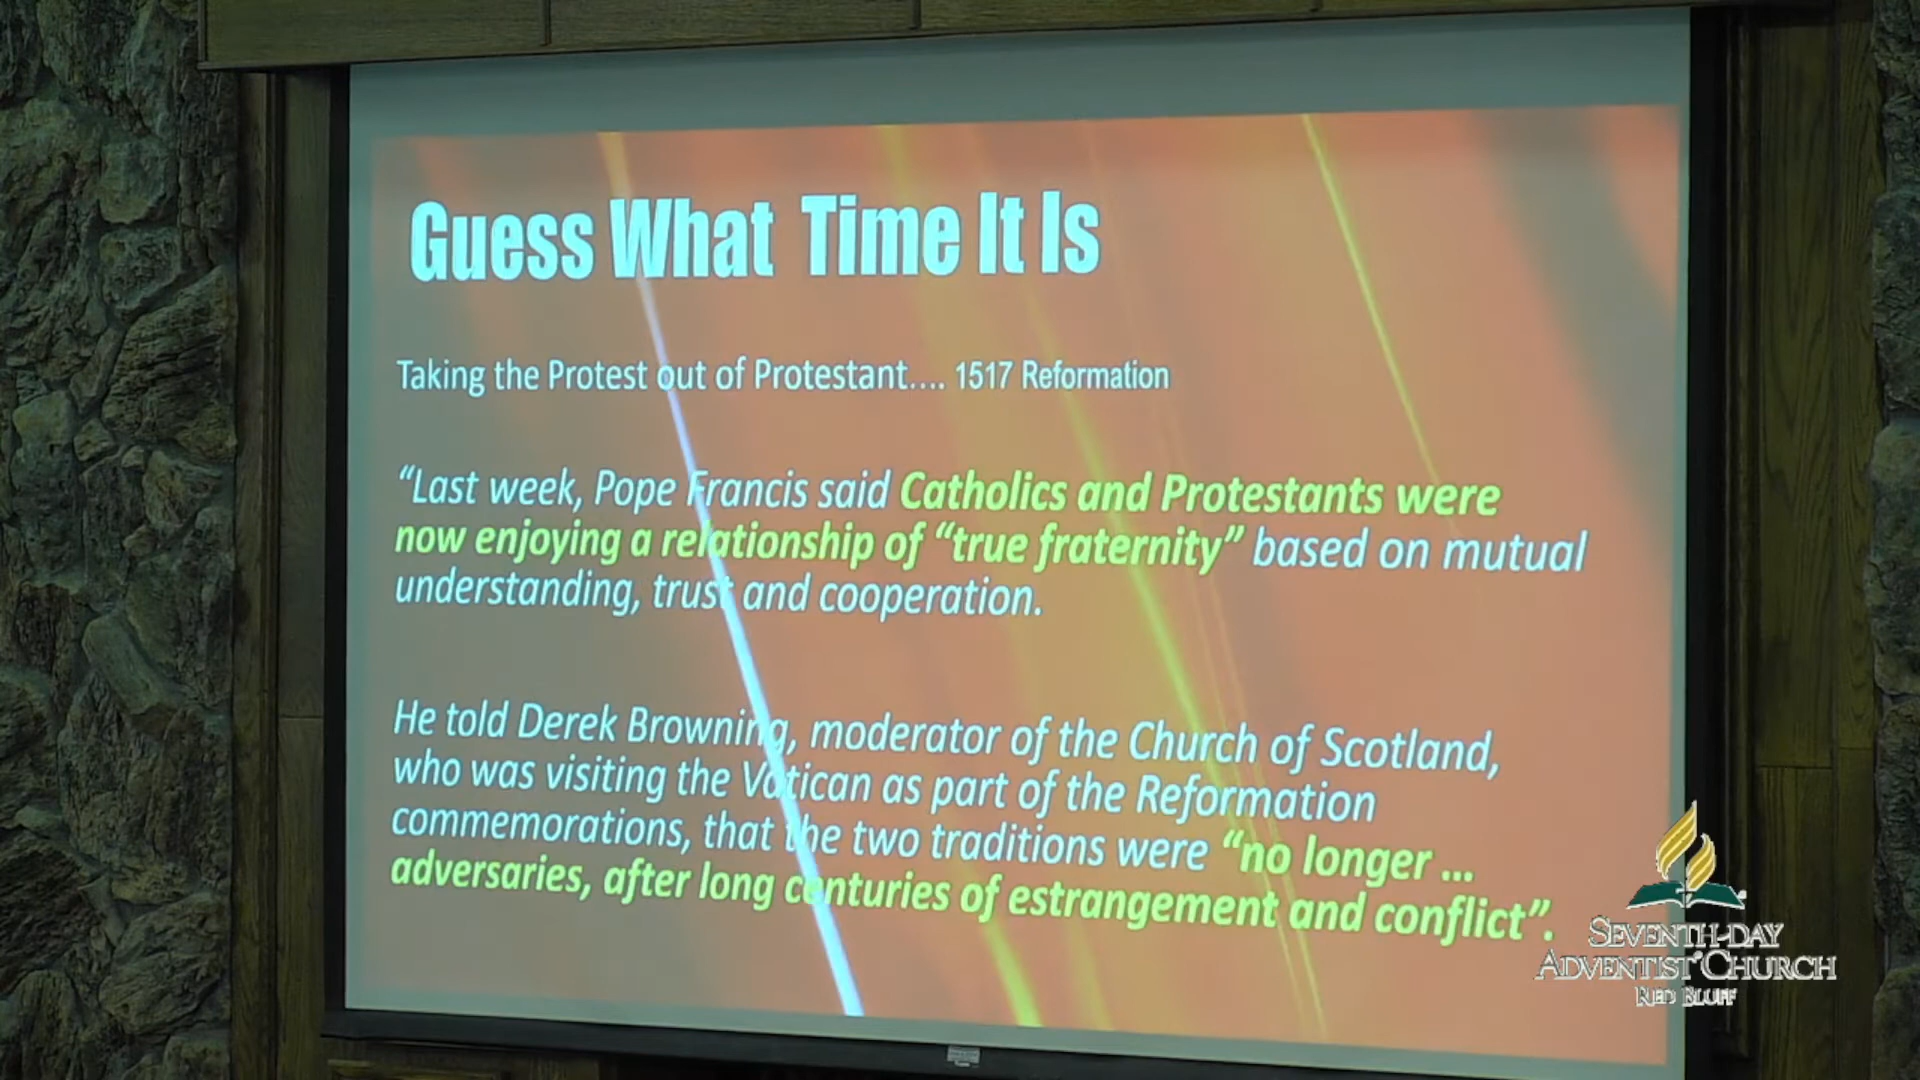 Guess What Time It Is
Taking the Protest out of Protestant.... 1517 Reformation
“Last week, Pope Francis said Catholics and Protestants were
now enjoying a relationship of “true fraternity” based on mutual
understanding, trust and cooperation.
He told Derek Browning, moderator of the Church of Scotland,
who was visiting the Vatican as part of the Reformation
commemorations, that the two traditions were “no longer ...
adversaries, after long centuries of estrangement and conflict”.
SEVENTH-DAY
ADVENTIST CHURCH
RED BLUFF